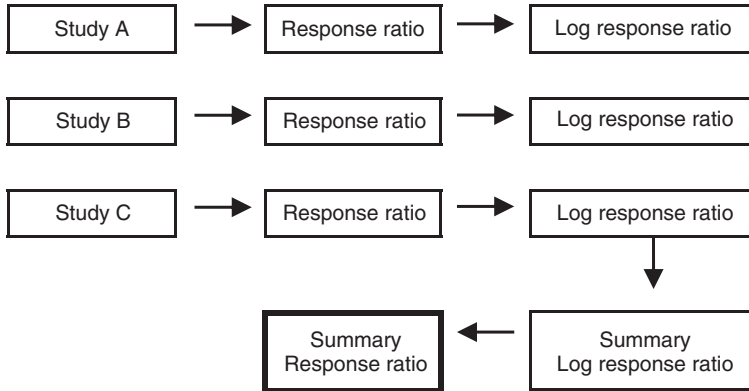 Study A
Response ratio
Log response ratio
Study B
Response ratio
Log response ratio
Study C
Response ratio
Log response ratio
Summary
Response ratio
Summary
Log response ratio